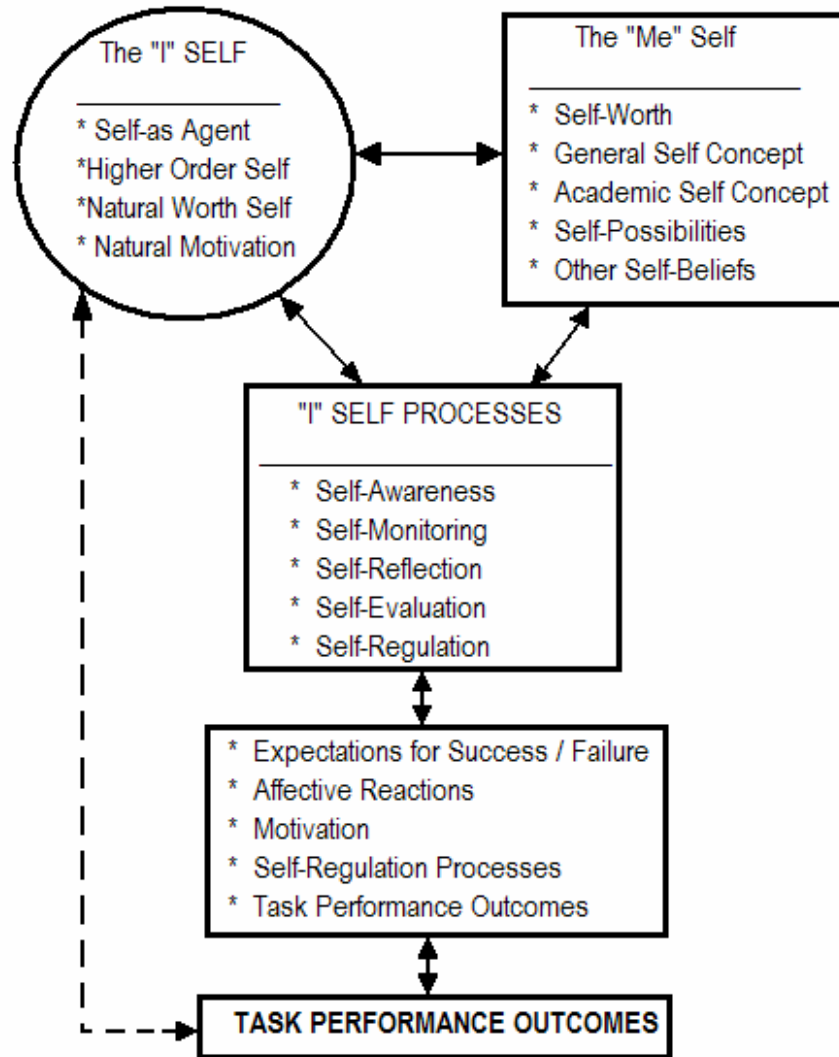 The "I" SELF
* Self-as Agent
*Higher Order Self
*Natural Worth Self
* Natural Motivation
The "Me" Self
* Self-Worth
* General Self Concept
* Academic Self Concept
* Self-Possibilities
* Other Self-Beliefs
"I" SELF PROCESSES
* Self-Awareness
* Self-Monitoring
* Self-Reflection
* Self-Evaluation
* Self-Regulation
* Expectations for Success / Failure
* Affective Reactions
* Motivation
* Self-Regulation Processes
* Task Performance Outcomes
TASK PERFORMANCE OUTCOMES